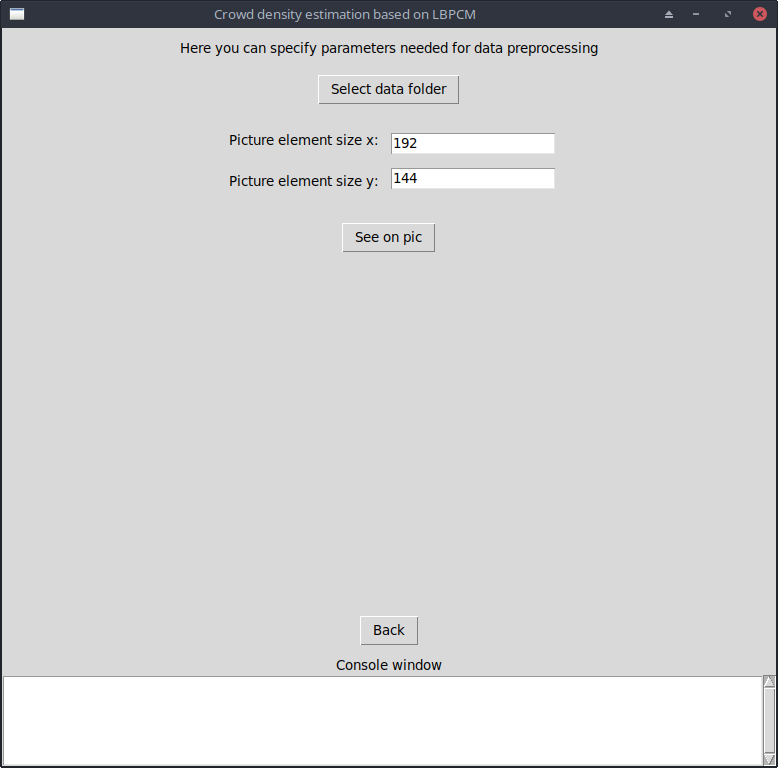 Crowd density estimation based on LBPCM
Here you can specify parameters needed for data preprocessing
Select data folder
Picture element size x: 192
Picture element size y: 144
See on pic
Back
Console window